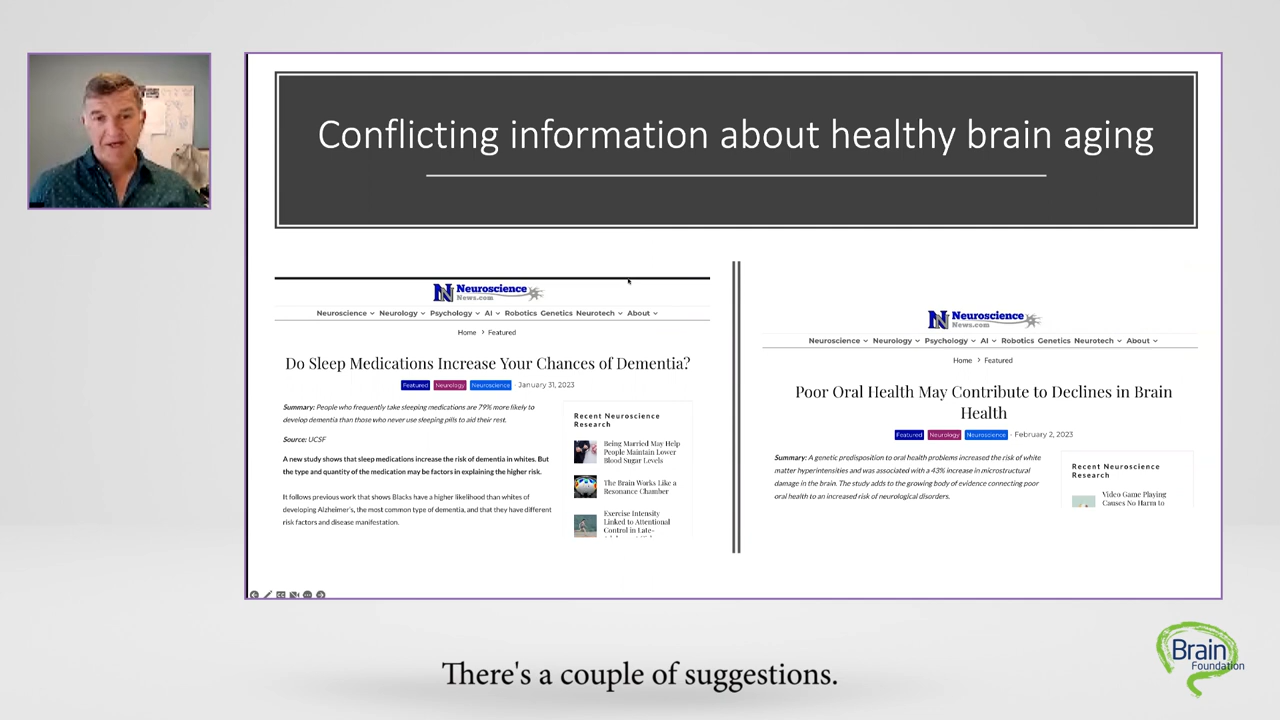 Conflicting information about healthy brain aging
Neuroscience
News.com
Neuroscience Neurology Psychology AI Robotics Genetics Neurotech About
Home › Featured
Do Sleep Medications Increase Your Chances of Dementia?
Featured Neurology Neuroscience · January 31, 2023
Summary: People who frequently take sleeping medications are 79% more likely to
develop dementia than those who never use sleeping pills to aid their rest.
Source: UCSF
A new study shows that sleep medications increase the risk of dementia in whites. But
the type and quantity of the medication may be factors in explaining the higher risk.
It follows previous work that shows Blacks have a higher likelihood than whites of
developing Alzheimer's, the most common type of dementia, and that they have different
risk factors and disease manifestation.
Recent Neuroscience
Research
Being Married May Help
People Maintain Lower
Blood Sugar Levels
The Brain Works Like a
Resonance Chamber
Exercise Intensity
Linked to Attentional
Control in Late-
Neuroscience
News.com
Neuroscience Neurology Psychology AI Robotics Genetics Neurotech About
Home › Featured
Poor Oral Health May Contribute to Declines in Brain
Health
Featured Neurology Neuroscience · February 2, 2023
Summary: A genetic predisposition to oral health problems increased the risk of white
matter hyperintensities and was associated with a 43% increase in microstructural
damage in the brain. The study adds to the growing body of evidence connecting poor
oral health to an increased risk of neurological disorders.
Recent Neuroscience
Research
Video Game Playing
Causes No Harm to
Brain
Foundation
There's a couple of suggestions.